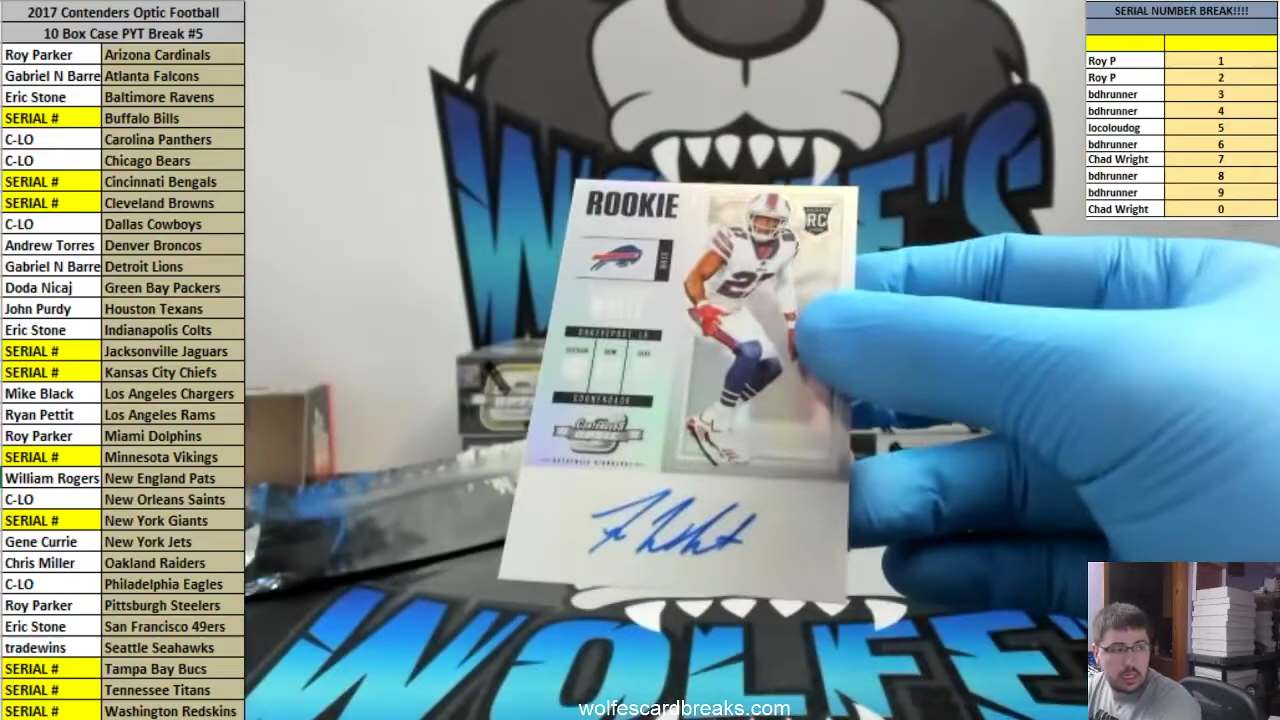 2017 Contenders Optic Football
10 Box Case PYT Break #5
Roy Parker Arizona Cardinals
Gabriel N Barre Atlanta Falcons
Eric Stone Baltimore Ravens
SERIAL # Buffalo Bills
C-LO Carolina Panthers
C-LO Chicago Bears
SERIAL # Cincinnati Bengals
SERIAL # Cleveland Browns
C-LO Dallas Cowboys
Andrew Torres Denver Broncos
Gabriel N Barre Detroit Lions
Doda Nicaj Green Bay Packers
John Purdy Houston Texans
Eric Stone Indianapolis Colts
SERIAL # Jacksonville Jaguars
SERIAL # Kansas City Chiefs
Mike Black Los Angeles Chargers
Ryan Pettit Los Angeles Rams
Roy Parker Miami Dolphins
SERIAL # Minnesota Vikings
William Rogers New England Pats
C-LO New Orleans Saints
SERIAL # New York Giants
Gene Currie New York Jets
Chris Miller Oakland Raiders
C-LO Philadelphia Eagles
Roy Parker Pittsburgh Steelers
Eric Stone San Francisco 49ers
tradewins Seattle Seahawks
SERIAL # Tampa Bay Bucs
SERIAL # Tennessee Titans
SERIAL # Washington Redskins
WOLFE'S
ROOKIE
RC
WHITE
CORNERBACK
WOLFE
wolfescardbreaks.com
SERIAL NUMBER BREAK!!!!
Roy P 1
Roy P 2
bdhrunner 3
bdhrunner 4
locoloudog 5
bdhrunner 6
Chad Wright 7
bdhrunner 8
bdhrunner 9
Chad Wright 0